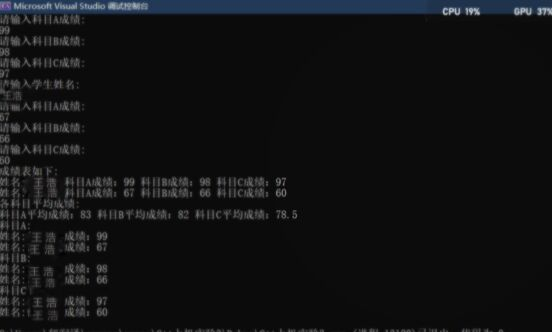 Microsoft Visual Studio 调试控制台
CPU 19% GPU 37%
请输入科目A成绩:
99
请输入科目B成绩:
98
请输入科目C成绩:
97
请输入学生姓名:
王浩
请输入科目A成绩:
67
请输入科目B成绩:
66
请输入科目C成绩:
60
成绩表如下:
姓名: 王浩 科目A成绩: 99 科目B成绩: 98 科目C成绩: 97
姓名: 王浩 科目A成绩: 67 科目B成绩: 66 科目C成绩: 60
各科目平均成绩:
科目A平均成绩: 83 科目B平均成绩: 82 科目C平均成绩: 78.5
科目A:
姓名: 王浩 成绩: 99
姓名: 王浩 成绩: 67
科目B:
姓名: 王浩 成绩: 98
姓名: 王浩 成绩: 66
科目C:
姓名: 王浩 成绩: 97
姓名: 王浩 成绩: 60